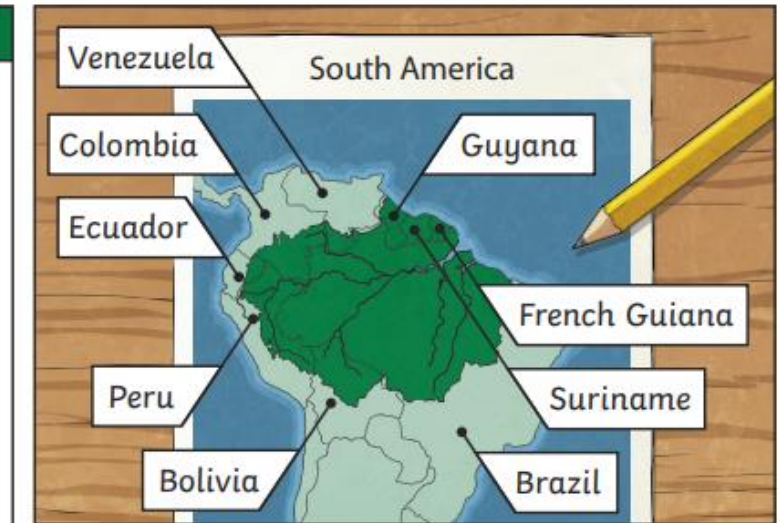 South America
Venezuela
Colombia
Ecuador
Peru
Bolivia
Guyana
French Guiana
Suriname
Brazil